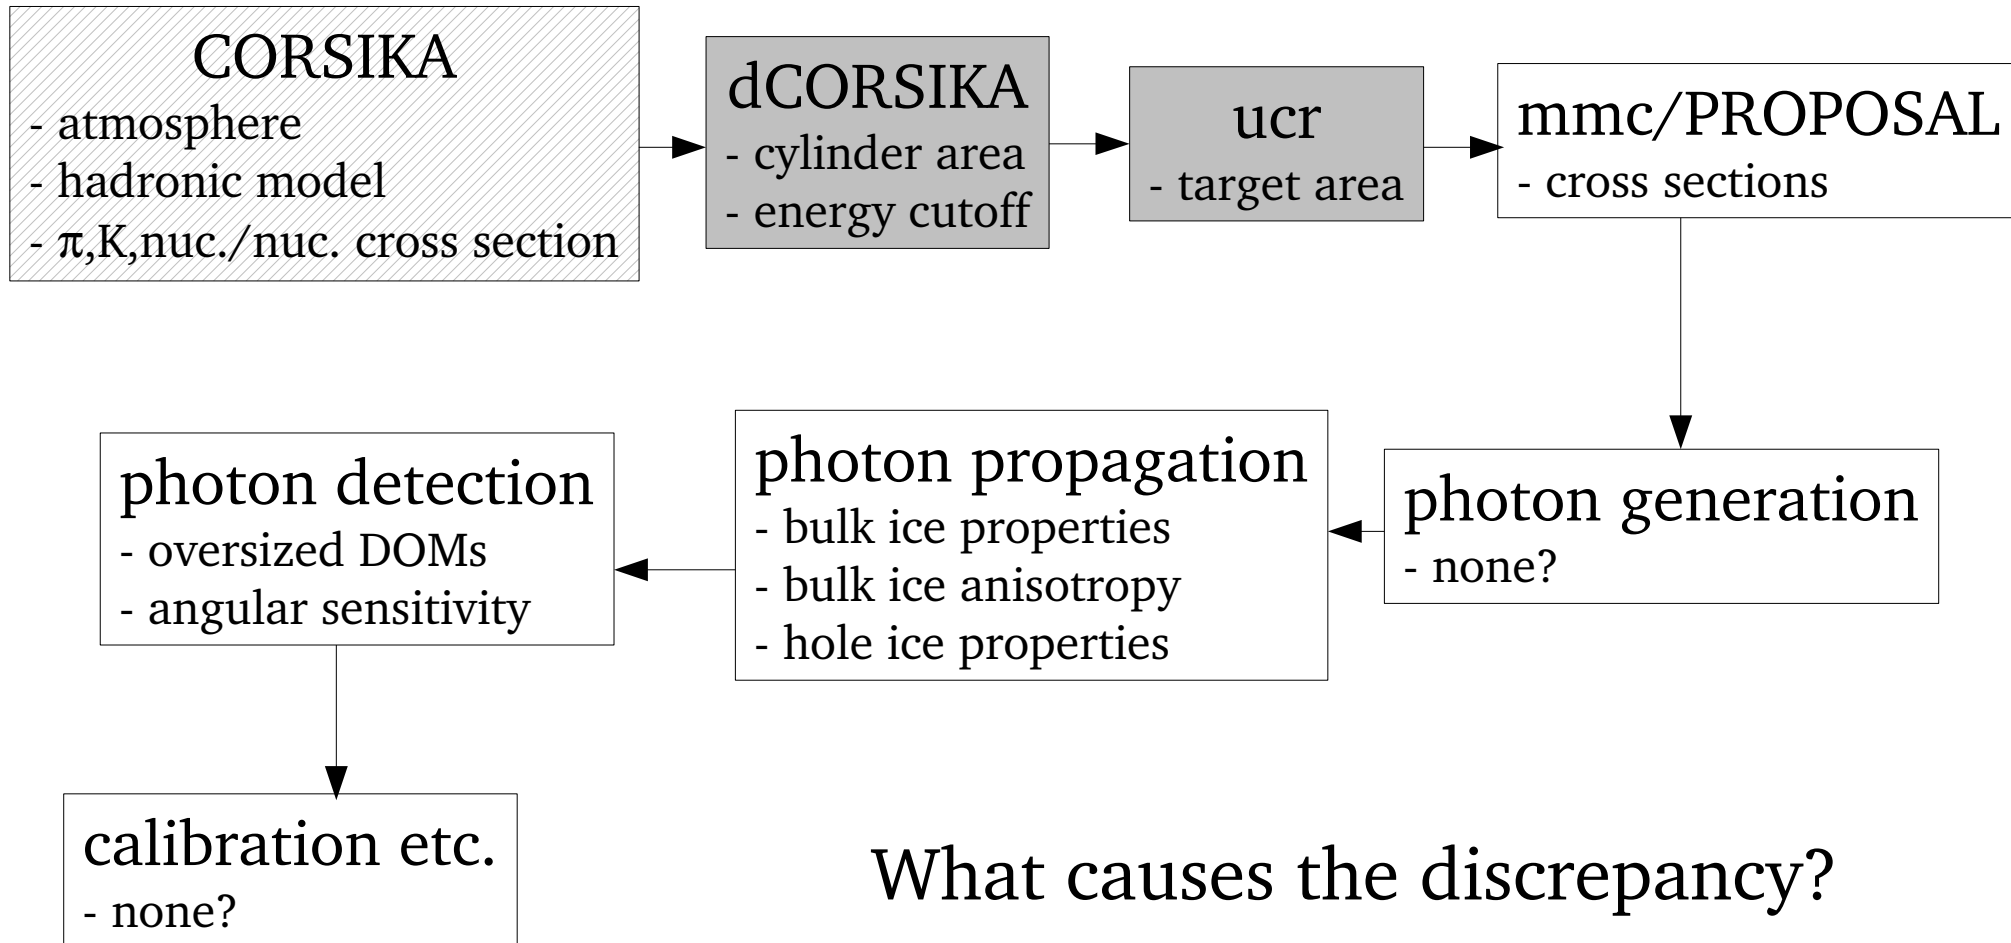 CORSIKA
- atmosphere
- hadronic model
- π,K,nuc./nuc. cross section
dCORSIKA
- cylinder area
- energy cutoff
ucr
- target area
mmc/PROPOSAL
- cross sections
photon generation
- none?
photon propagation
- bulk ice properties
- bulk ice anisotropy
- hole ice properties
photon detection
- oversized DOMs
- angular sensitivity
calibration etc.
- none?
What causes the discrepancy?